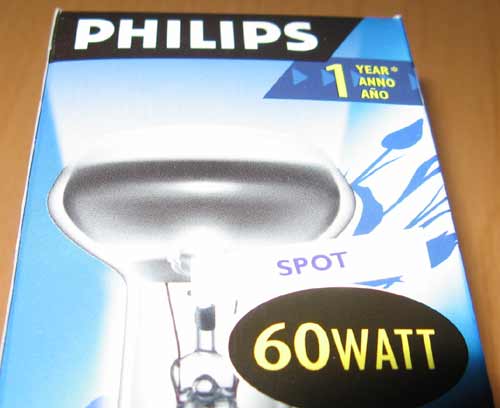 PHILIPS
1 YEAR*
ANNO
AÑO
SPOT
60WATT